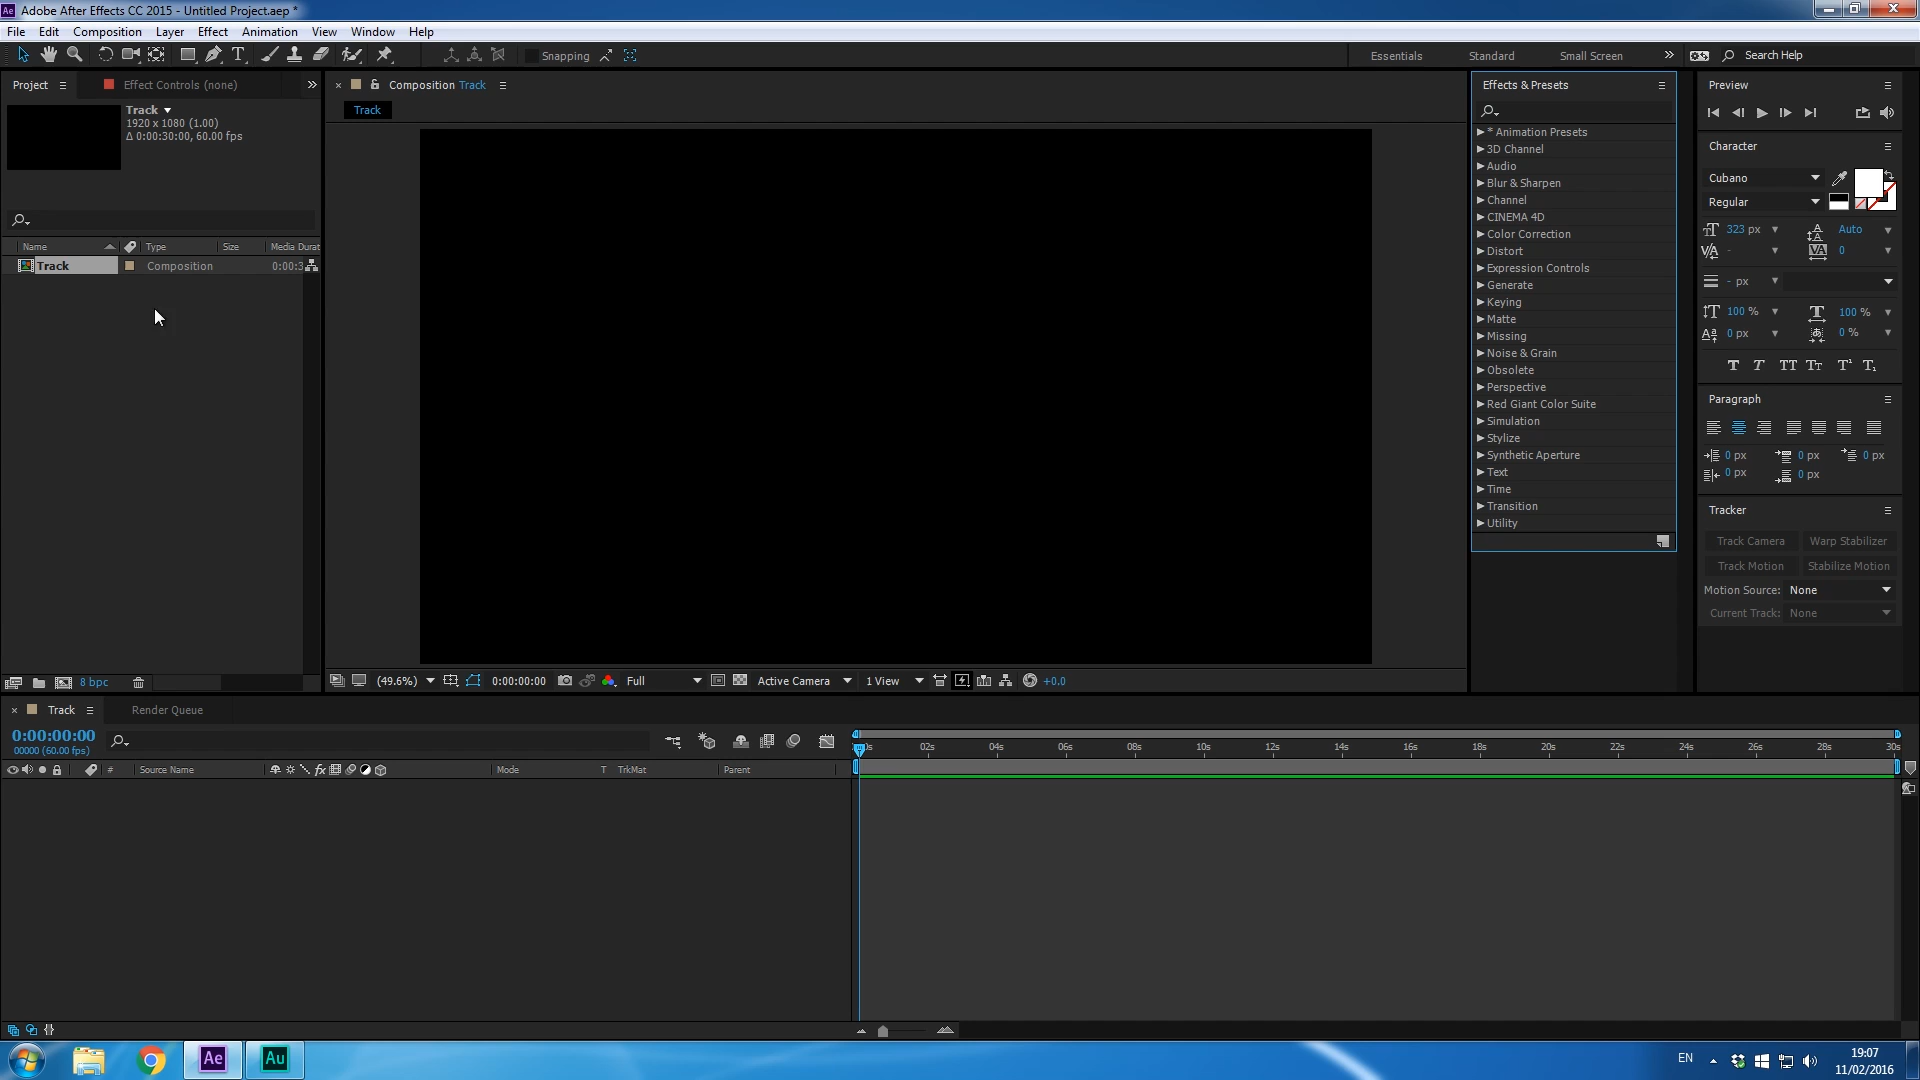 Ae Adobe After Effects CC 2015 - Untitled Project.aep *
File Edit Composition Layer Effect Animation View Window Help
T Snapping Essentials Standard Small Screen Search Help
Project Effect Controls (none)
Track
1920 x 1080 (1.00)
Δ 0:00:30:00, 60.00 fps
Name Type Size Media Durat
Track Composition 0:00:3
8 bpc
Composition Track
Track
(49.6%) 0:00:00:00 Full Active Camera 1 View +0.0
Effects & Presets
* Animation Presets
3D Channel
Audio
Blur & Sharpen
Channel
CINEMA 4D
Color Correction
Distort
Expression Controls
Generate
Keying
Matte
Missing
Noise & Grain
Obsolete
Perspective
Red Giant Color Suite
Simulation
Stylize
Synthetic Aperture
Text
Time
Transition
Utility
Preview
Character
Cubano
Regular
323 px Auto
- 0
- px
100 % 100 %
0 px 0 %
T T TT Tt T¹ T₁
Paragraph
0 px 0 px 0 px
0 px 0 px
Tracker
Track Camera Warp Stabilizer
Track Motion Stabilize Motion
Motion Source: None
Current Track: None
Track Render Queue
0:00:00:00
00000 (60.00 fps)
# Source Name fx Mode T TrkMat Parent
0s 02s 04s 06s 08s 10s 12s 14s 16s 18s 20s 22s 24s 26s 28s 30s
Ae Au EN 19:07
11/02/2016